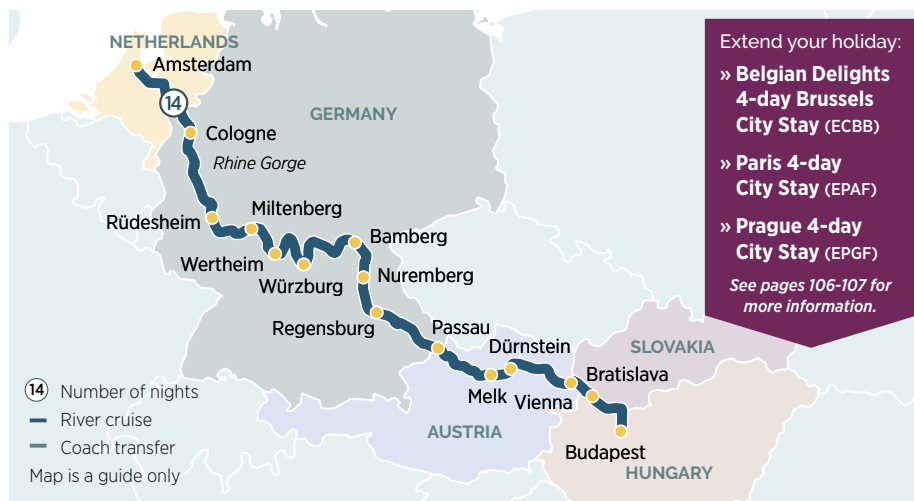 NETHERLANDS
Amsterdam
14
Cologne
Rhine Gorge
GERMANY
Rüdesheim
Miltenberg
Wertheim
Würzburg
Bamberg
Nuremberg
Regensburg
Passau
Dürnstein
Melk
Vienna
Bratislava
SLOVAKIA
AUSTRIA
Budapest
HUNGARY
Extend your holiday:
» Belgian Delights
4-day Brussels
City Stay (ECBB)
» Paris 4-day
City Stay (EPAF)
» Prague 4-day
City Stay (EPGF)
See pages 106-107 for
more information.
14 Number of nights
River cruise
Coach transfer
Map is a guide only